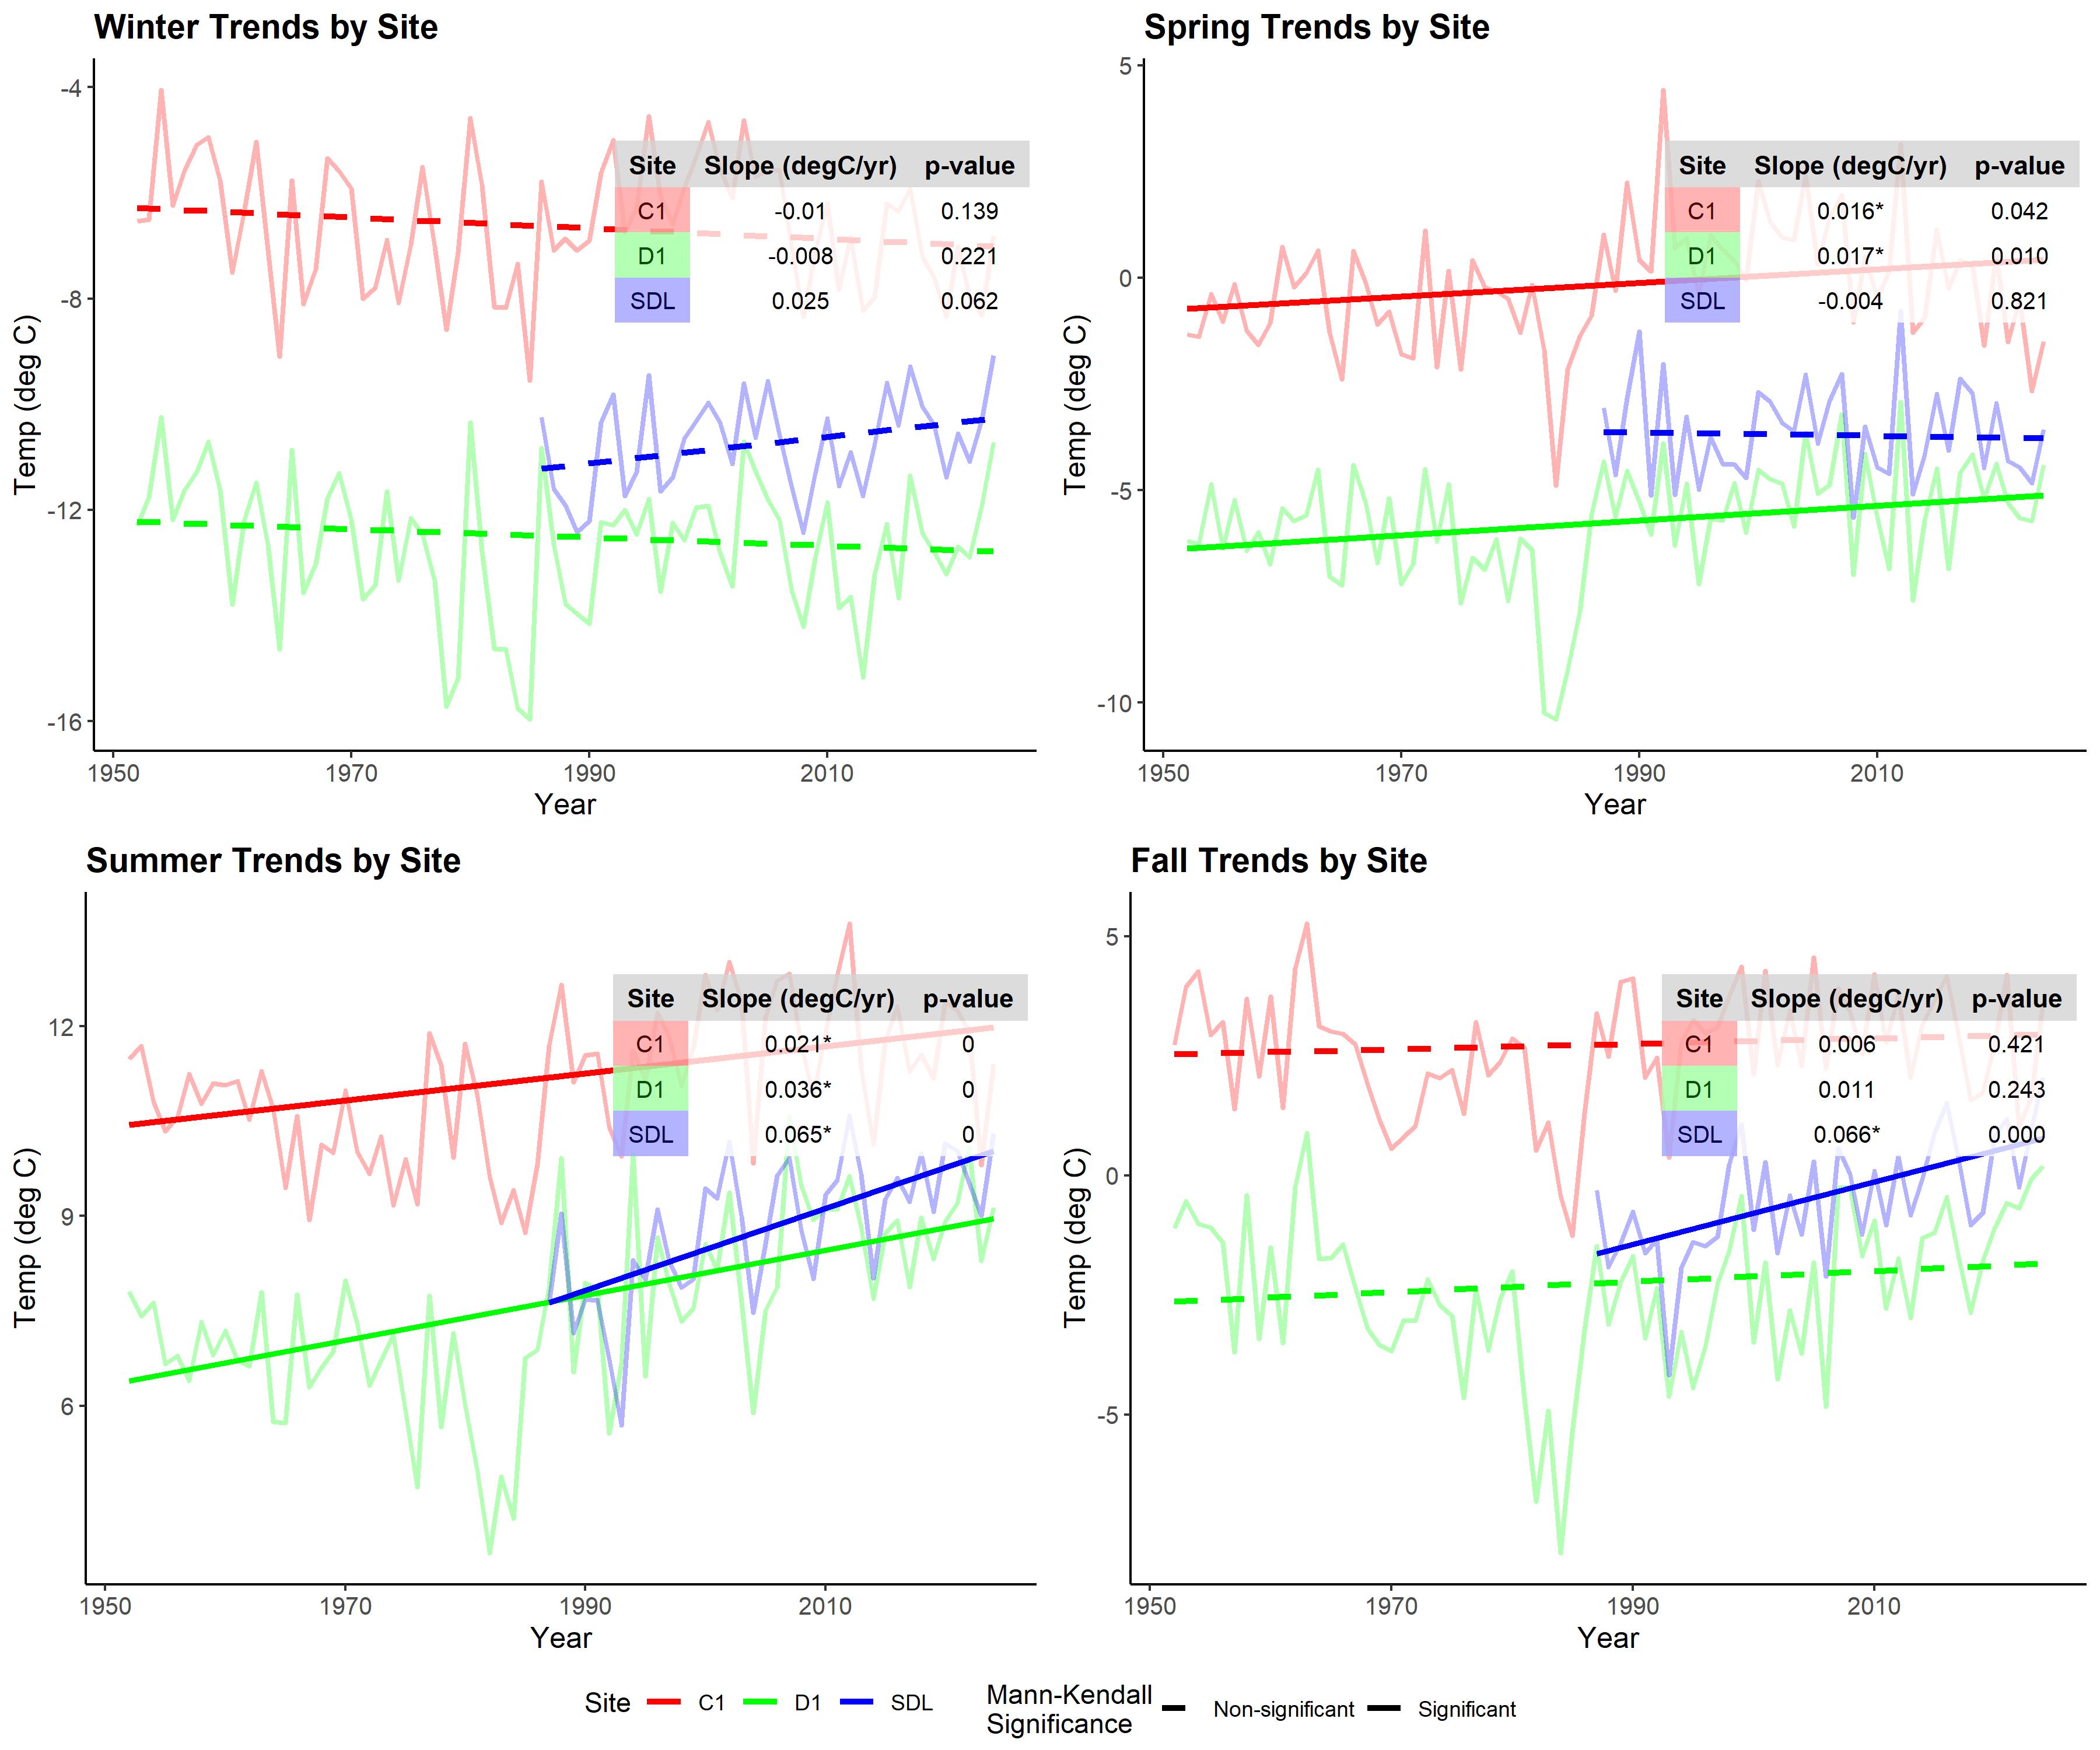 Winter Trends by Site
Temp (deg C)
-4
-8
-12
-16
Site Slope (degC/yr) p-value
C1 -0.01 0.139
D1 -0.008 0.221
SDL 0.025 0.062
1950 1970 1990 2010
Year
Spring Trends by Site
Temp (deg C)
5
0
-5
-10
Site Slope (degC/yr) p-value
C1 0.016* 0.042
D1 0.017* 0.010
SDL -0.004 0.821
1950 1970 1990 2010
Year
Summer Trends by Site
Temp (deg C)
12
9
6
Site Slope (degC/yr) p-value
C1 0.021* 0
D1 0.036* 0
SDL 0.065* 0
1950 1970 1990 2010
Year
Fall Trends by Site
Temp (deg C)
5
0
-5
Site Slope (degC/yr) p-value
C1 0.006 0.421
D1 0.011 0.243
SDL 0.066* 0.000
1950 1970 1990 2010
Year
Site C1 D1 SDL
Mann-Kendall
Significance
Non-significant Significant